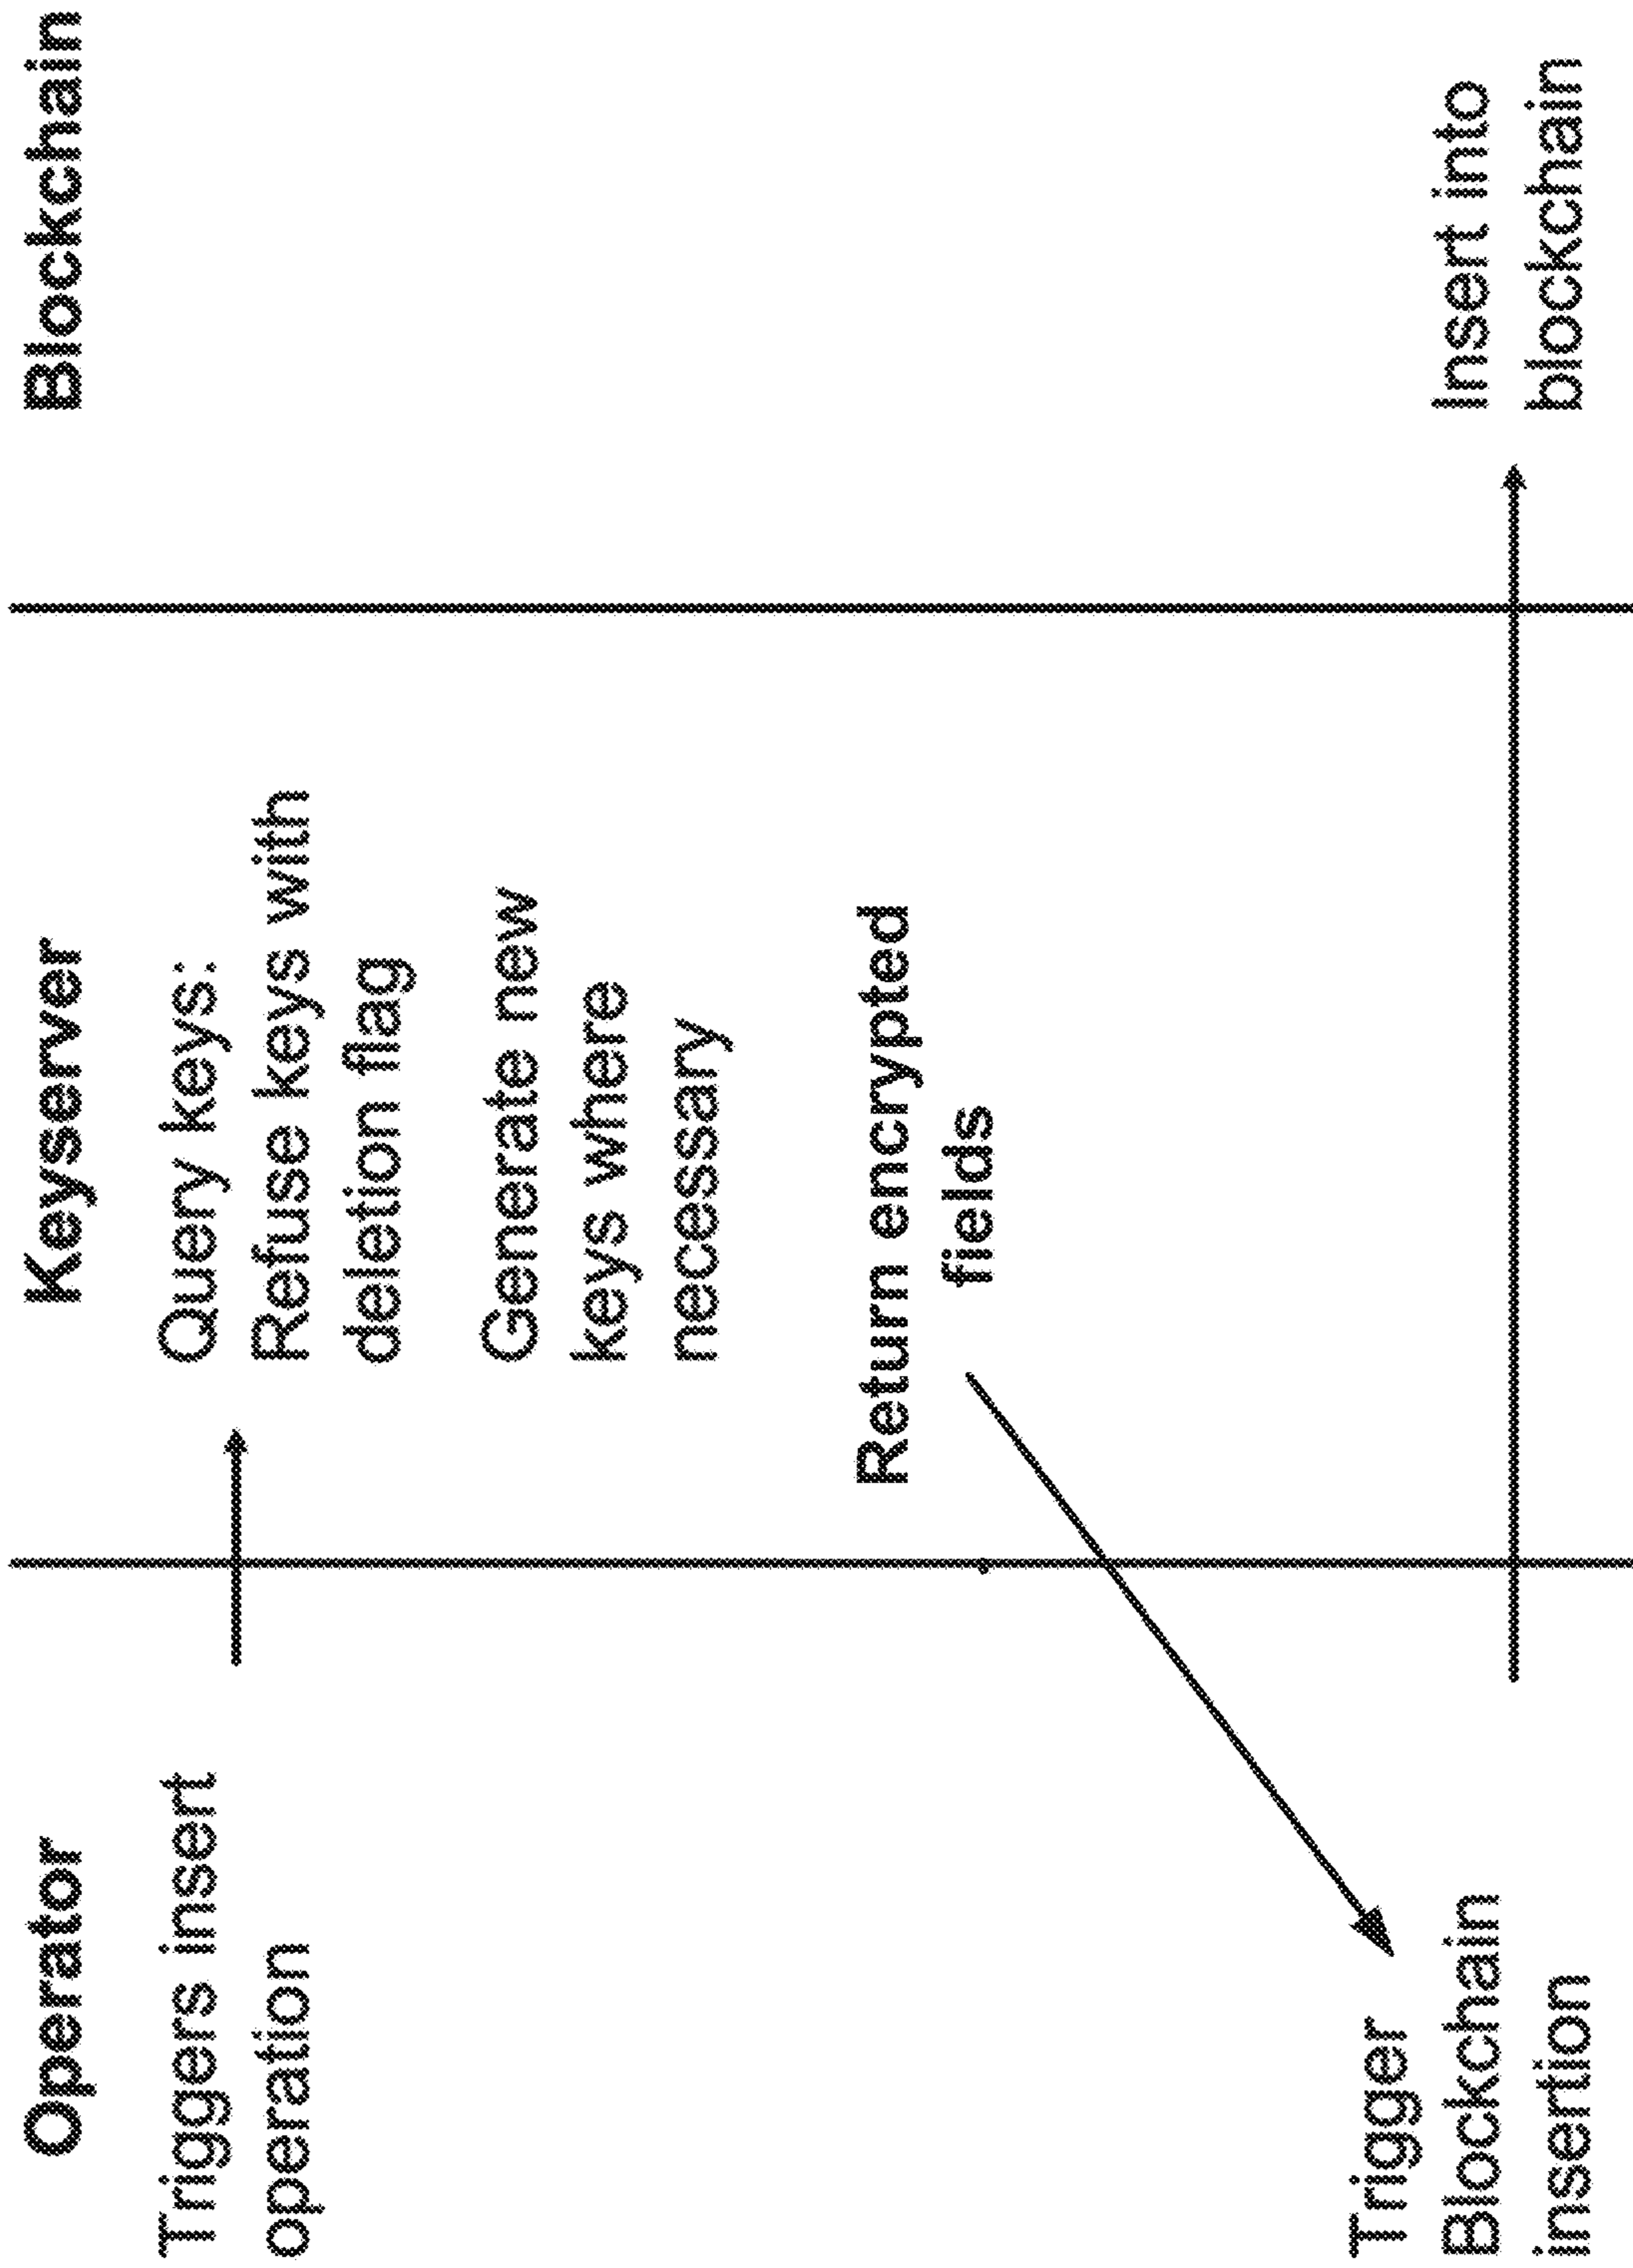 Operator
Keyserver
Blockchain
Triggers insert
operation
Query keys:
Refuse keys with
deletion flag
Generate new
keys where
necessary
Return encrypted
fields
Trigger
Blockchain
insertion
Insert into
blockchain